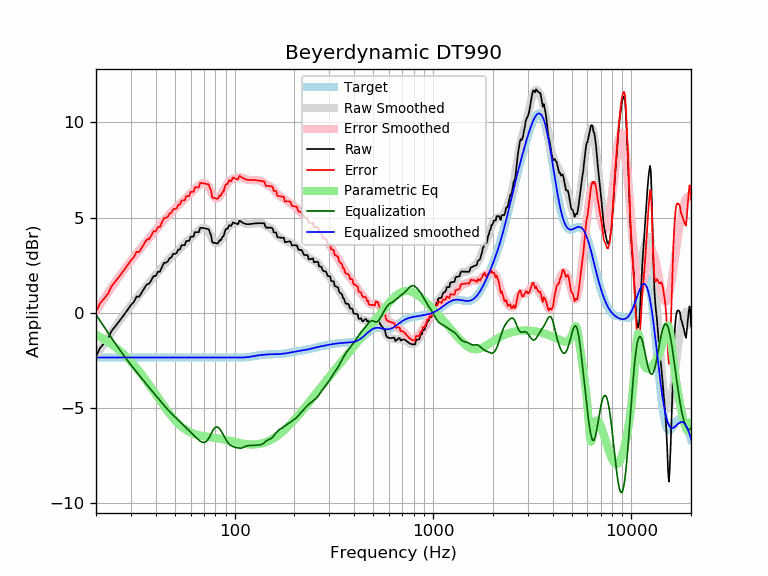 Beyerdynamic DT990
Target
Raw Smoothed
Error Smoothed
Raw
Error
Parametric Eq
Equalization
Equalized smoothed
10
5
0
−5
−10
Amplitude (dBr)
100
1000
10000
Frequency (Hz)